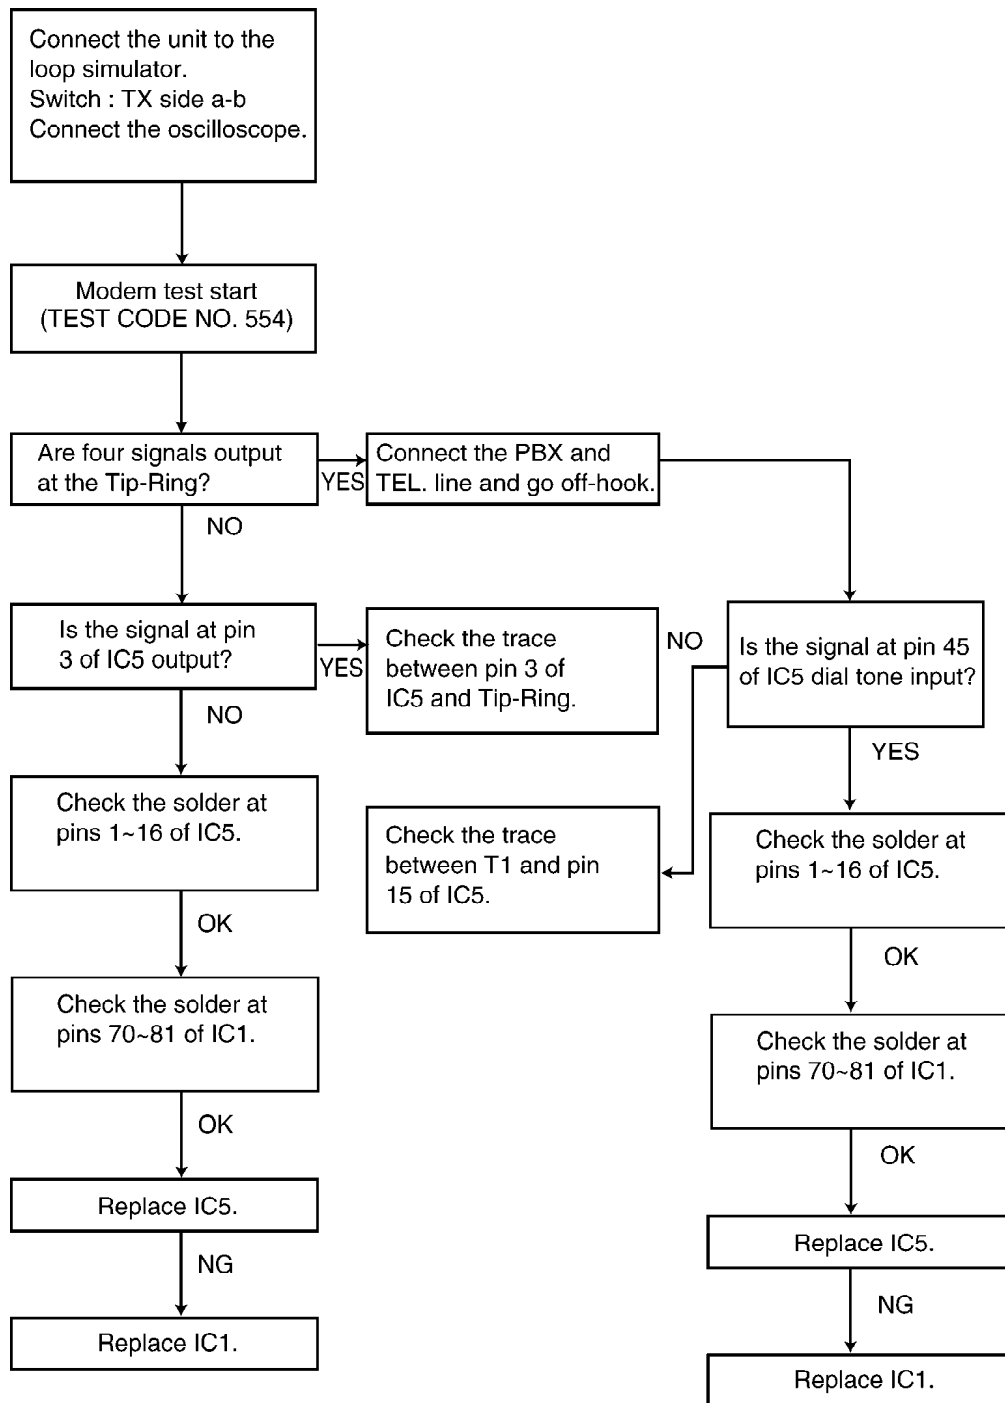 Connect the unit to the
loop simulator.
Switch : TX side a-b
Connect the oscilloscope.
Modem test start
(TEST CODE NO. 554)
Are four signals output
at the Tip-Ring?
YES
Connect the PBX and
TEL. line and go off-hook.
NO
Is the signal at pin
3 of IC5 output?
YES
Check the trace
between pin 3 of
IC5 and Tip-Ring.
NO
Is the signal at pin 45
of IC5 dial tone input?
NO
YES
Check the solder at
pins 1~16 of IC5.
Check the trace
between T1 and pin
15 of IC5.
Check the solder at
pins 1~16 of IC5.
OK
OK
Check the solder at
pins 70~81 of IC1.
Check the solder at
pins 70~81 of IC1.
OK
OK
Replace IC5.
Replace IC5.
NG
NG
Replace IC1.
Replace IC1.